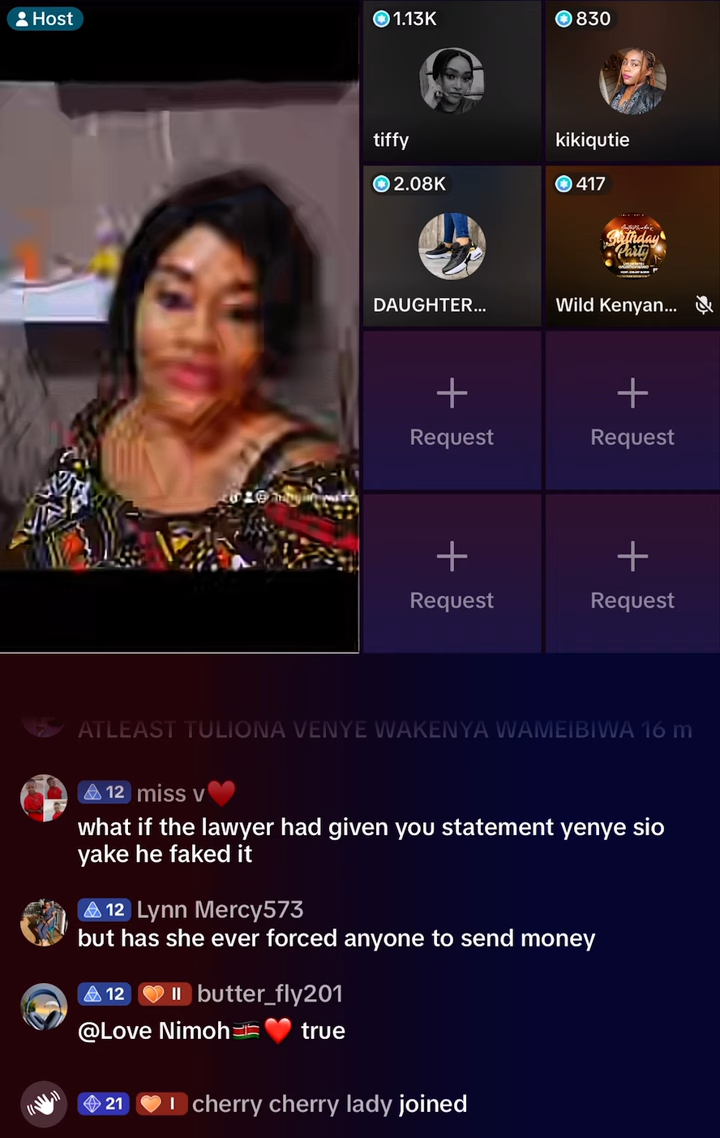 Host
1.13K
tiffy
830
kikiqutie
2.08K
DAUGHTER...
417
Birthday
Party
Wild Kenyan...
+
Request
+
Request
+
Request
+
Request
ATLEAST TULIONA VENYE WAKENYA WAMEIBIWA 16 m
12 miss v❤️
what if the lawyer had given you statement yenye sio
yake he faked it
12 Lynn Mercy573
but has she ever forced anyone to send money
12 II butter_fly201
@Love Nimoh🇰🇪❤️ true
21 I cherry cherry lady joined